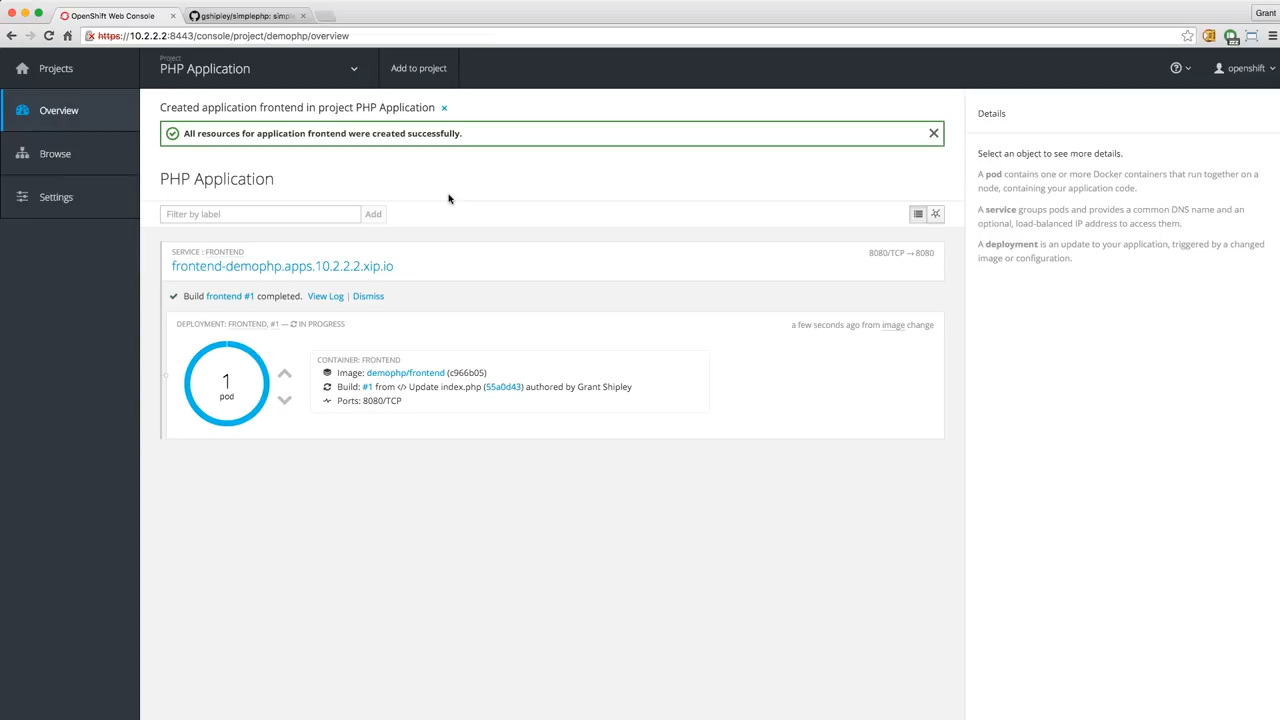 OpenShift Web Console
gshipley/simplephp: simple
Grant
https://10.2.2.2:8443/console/project/demophp/overview
Projects
Project
PHP Application
Add to project
openshift
Overview
Browse
Settings
Created application frontend in project PHP Application
All resources for application frontend were created successfully.
PHP Application
Filter by label
Add
SERVICE : FRONTEND
8080/TCP → 8080
frontend-demophp.apps.10.2.2.2.xip.io
Build frontend #1 completed. View Log | Dismiss
DEPLOYMENT: FRONTEND, #1 — IN PROGRESS
a few seconds ago from image change
1
pod
CONTAINER: FRONTEND
Image: demophp/frontend (c966b05)
Build: #1 from </> Update index.php (55a0d43) authored by Grant Shipley
Ports: 8080/TCP
Details
Select an object to see more details.
A pod contains one or more Docker containers that run together on a
node, containing your application code.
A service groups pods and provides a common DNS name and an
optional, load-balanced IP address to access them.
A deployment is an update to your application, triggered by a changed
image or configuration.